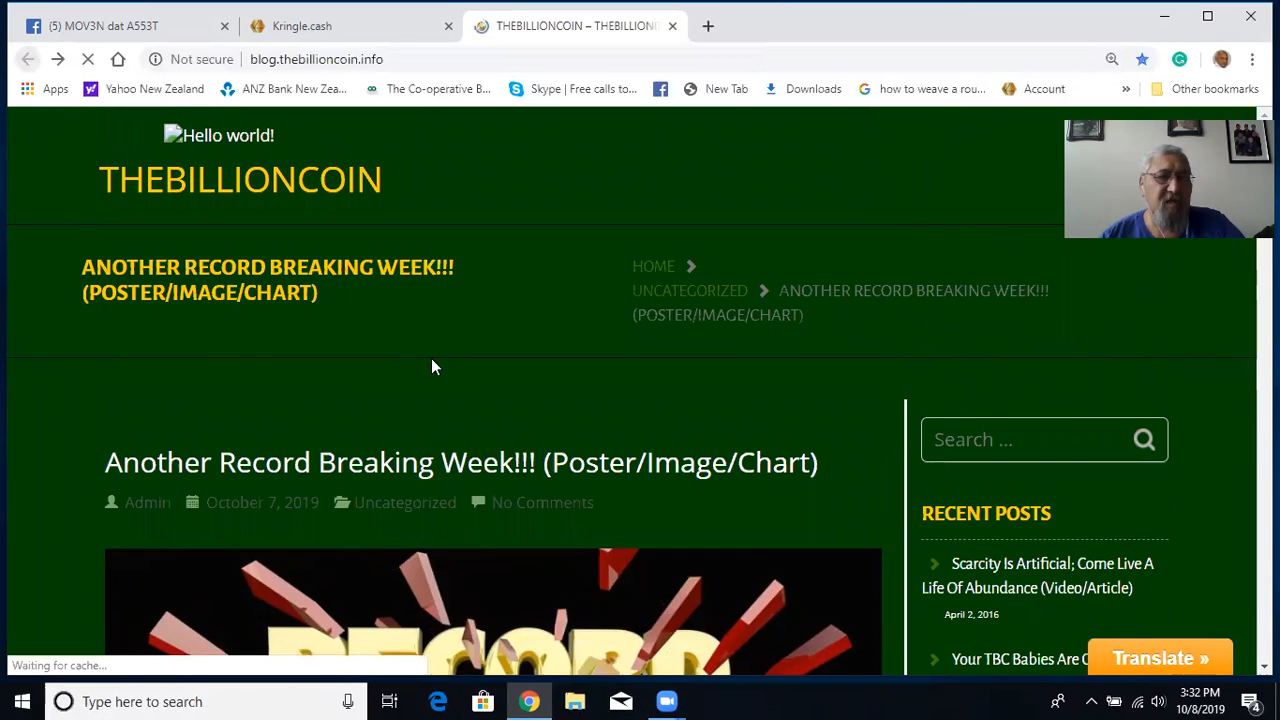 (5) MOV3N dat A553T
Kringle.cash
THEBILLIONCOIN – THEBILLIONC
Not secure
blog.thebillioncoin.info
Apps
Yahoo New Zealand
ANZ Bank New Zea...
The Co-operative B...
Skype | Free calls to...
New Tab
Downloads
how to weave a rou...
Account
»
Other bookmarks
Hello world!
THEBILLIONCOIN
ANOTHER RECORD BREAKING WEEK!!!
(POSTER/IMAGE/CHART)
HOME
UNCATEGORIZED
ANOTHER RECORD BREAKING WEEK!!!
(POSTER/IMAGE/CHART)
Another Record Breaking Week!!! (Poster/Image/Chart)
Admin
October 7, 2019
Uncategorized
No Comments
RECORD
Search ...
RECENT POSTS
Scarcity Is Artificial; Come Live A
Life Of Abundance (Video/Article)
April 2, 2016
Your TBC Babies Are
Translate »
Waiting for cache...
Type here to search
3:32 PM
10/8/2019
4